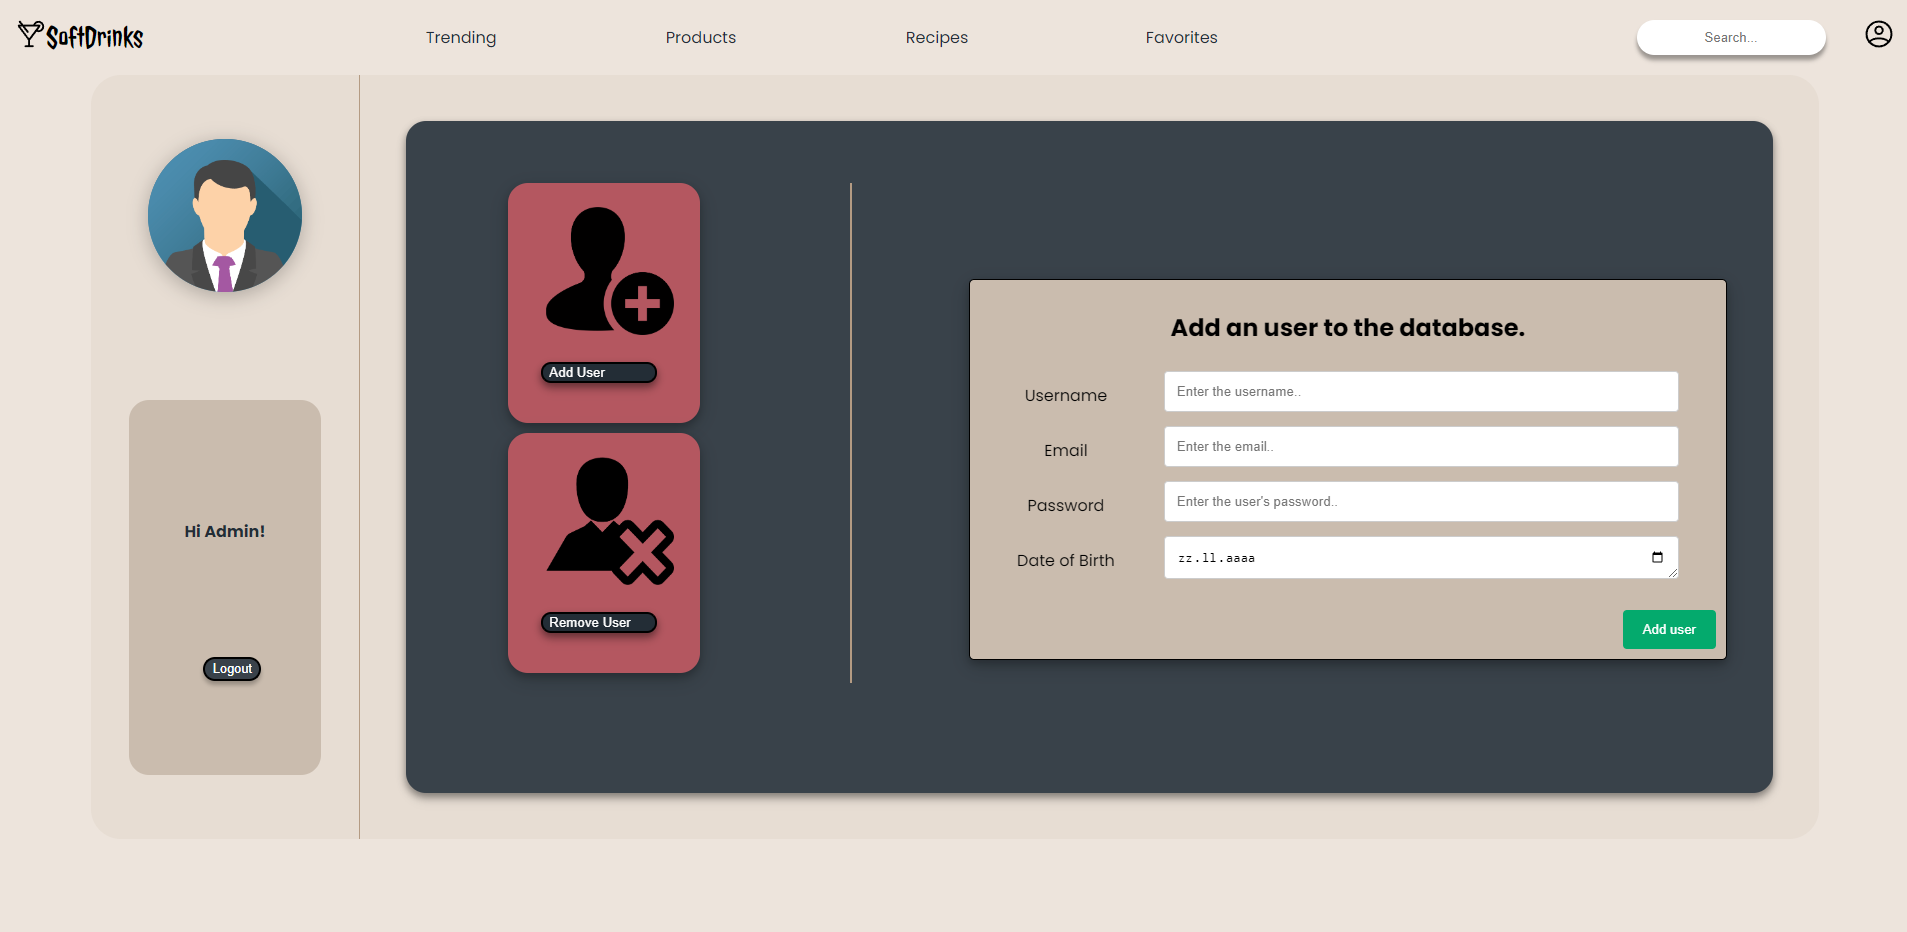 SoftDrinks
Trending
Products
Recipes
Favorites
Search...
Hi Admin!
Logout
Add User
Remove User
Add an user to the database.
Username
Enter the username..
Email
Enter the email..
Password
Enter the user's password..
Date of Birth
zz.ll.aaaa
Add user